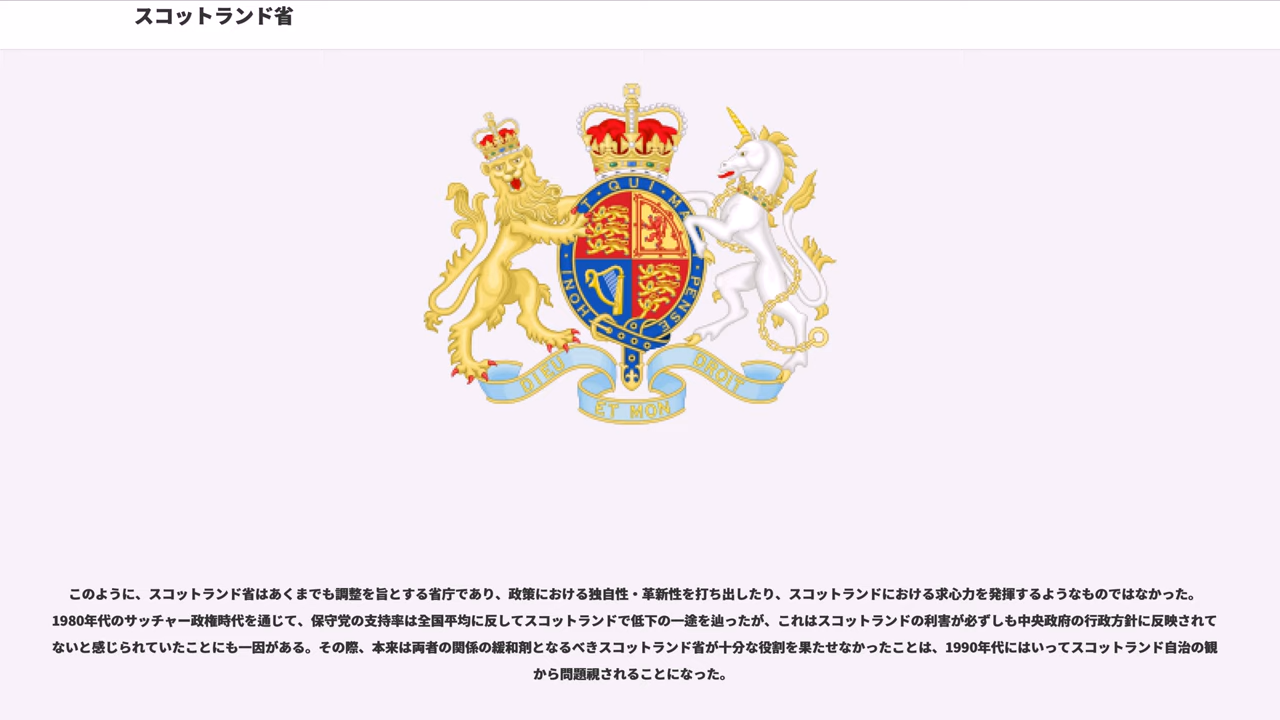 スコットランド省
T · QUI · MA
· HONI
· PENSE
DIEU
DROIT
ET MON
このように、スコットランド省はあくまでも調整を旨とする省庁であり、政策における独自性・革新性を打ち出したり、スコットランドにおける求心力を発揮するようなものではなかった。
1980年代のサッチャー政権時代を通じて、保守党の支持率は全国平均に反してスコットランドで低下の一途を辿ったが、これはスコットランドの利害が必ずしも中央政府の行政方針に反映されて
ないと感じられていたことにも一因がある。その際、本来は両者の関係の緩和剤となるべきスコットランド省が十分な役割を果たせなかったことは、1990年代にはいってスコットランド自治の観
から問題視されることになった。